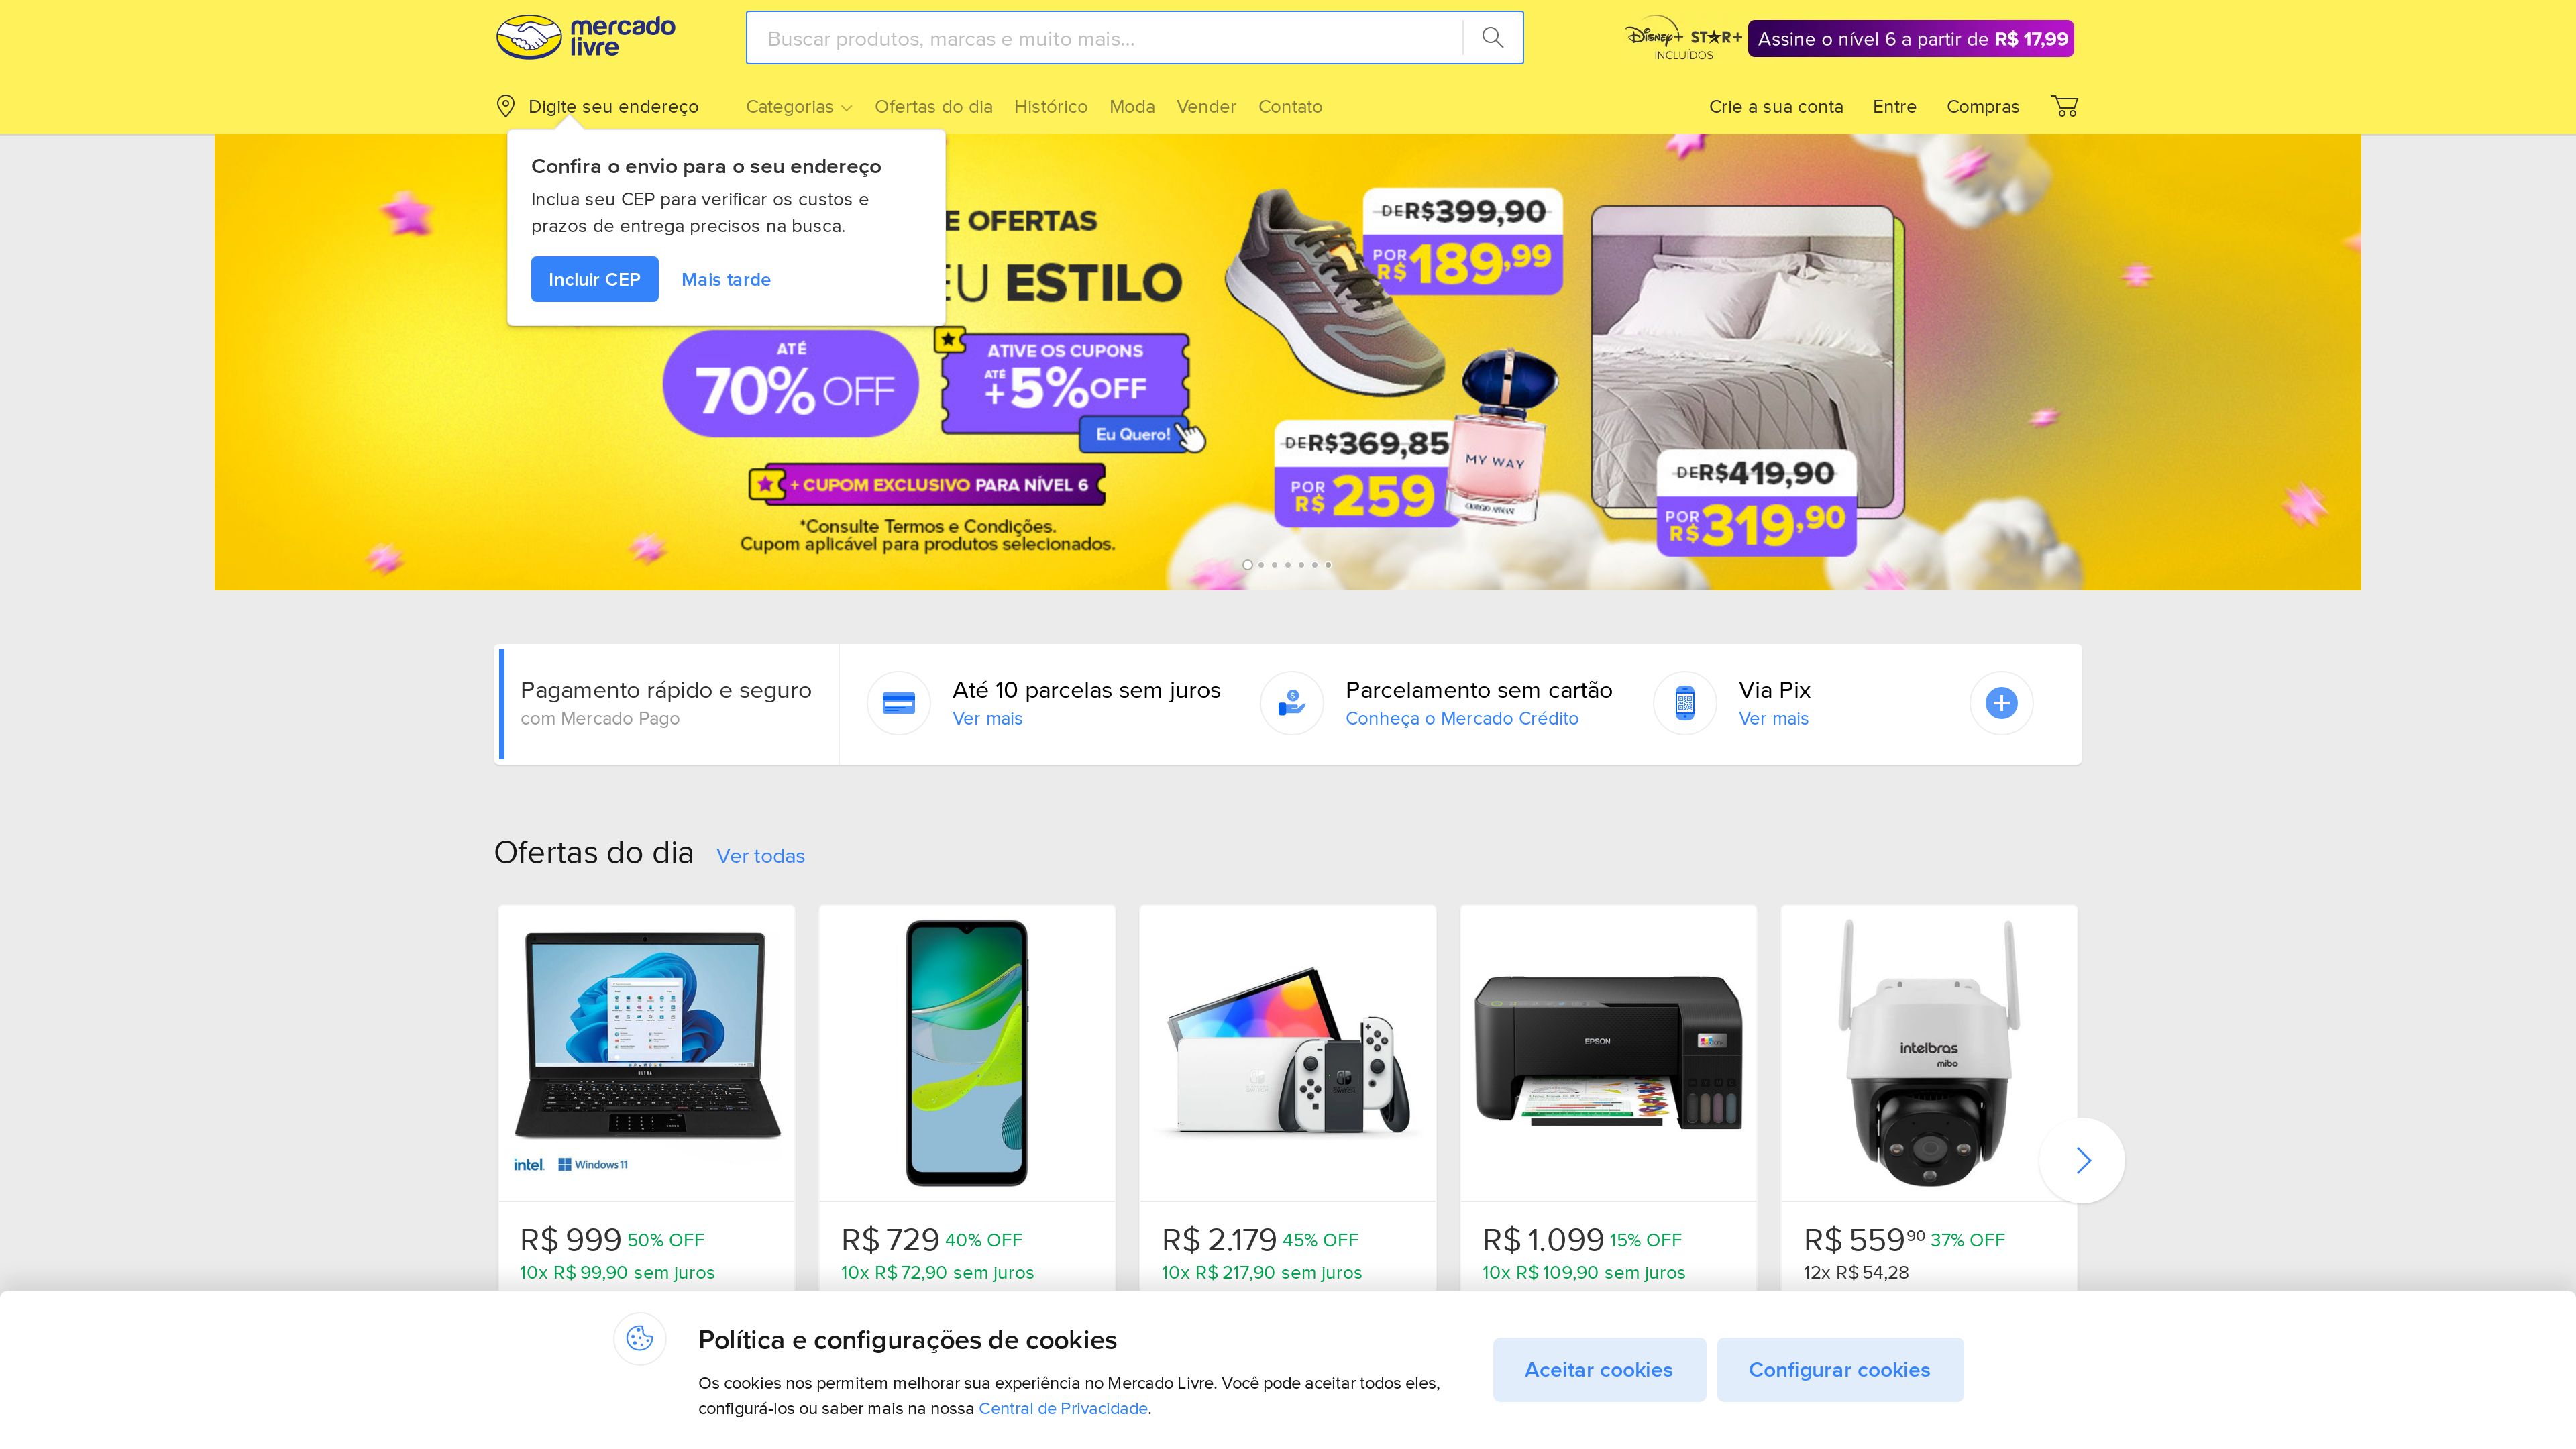 mercado livre
Buscar produtos, marcas e muito mais...
Disney+ ST★R+
INCLUÍDOS
Assine o nível 6 a partir de R$ 17,99
Digite seu endereço
Categorias
Ofertas do dia
Histórico
Moda
Vender
Contato
Crie a sua conta
Entre
Compras
Confira o envio para o seu endereço
Inclua seu CEP para verificar os custos e
prazos de entrega precisos na busca.
Incluir CEP
Mais tarde
E OFERTAS
EU ESTILO
ATÉ
70% OFF
ATIVE OS CUPONS
ATÉ
+5%OFF
Eu Quero!
+ CUPOM EXCLUSIVO PARA NÍVEL 6
*Consulte Termos e Condições.
Cupom aplicável para produtos selecionados.
DE R$399,90
POR R$189,99
DE R$369,85
POR R$259
MY WAY
GIORGIO ARMANI
DE R$419,90
POR R$319,90
Pagamento rápido e seguro
com Mercado Pago
Até 10 parcelas sem juros
Ver mais
Parcelamento sem cartão
Conheça o Mercado Crédito
Via Pix
Ver mais
Ofertas do dia
Ver todas
ULTRA
intel
Windows 11
EPSON
intelbras
mibo
R$ 999 50% OFF
10x R$ 99,90 sem juros
R$ 729 40% OFF
10x R$ 72,90 sem juros
R$ 2.179 45% OFF
10x R$ 217,90 sem juros
R$ 1.099 15% OFF
10x R$ 109,90 sem juros
R$ 559 90 37% OFF
12x R$ 54,28
Política e configurações de cookies
Os cookies nos permitem melhorar sua experiência no Mercado Livre. Você pode aceitar todos eles,
configurá-los ou saber mais na nossa Central de Privacidade.
Aceitar cookies
Configurar cookies